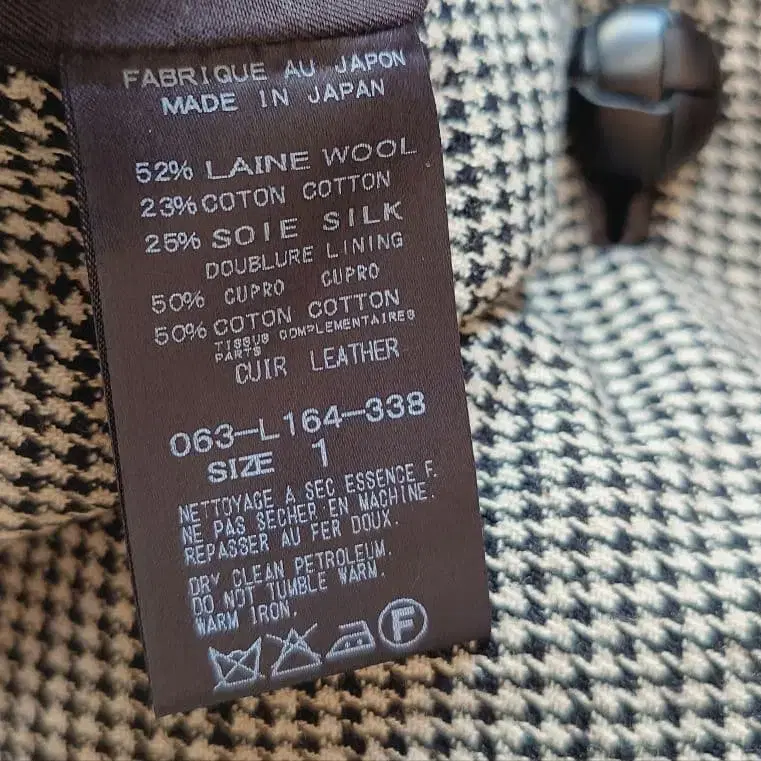 FABRIQUE AU JAPON
MADE IN JAPAN
52% LAINE WOOL
23% COTON COTTON
25% SOIE SILK
DOUBLURE LINING
50% CUPRO CUPRO
50% COTON COTTON
TISSUS COMPLEMENTAIRES
PARTS
CUIR LEATHER
063-L164-338
SIZE 1
NETTOYAGE A SEC ESSENCE F.
NE PAS SECHER EN MACHINE.
REPASSER AU FER DOUX.
DRY CLEAN PETROLEUM.
DO NOT TUMBLE WARM.
WARM IRON.
F